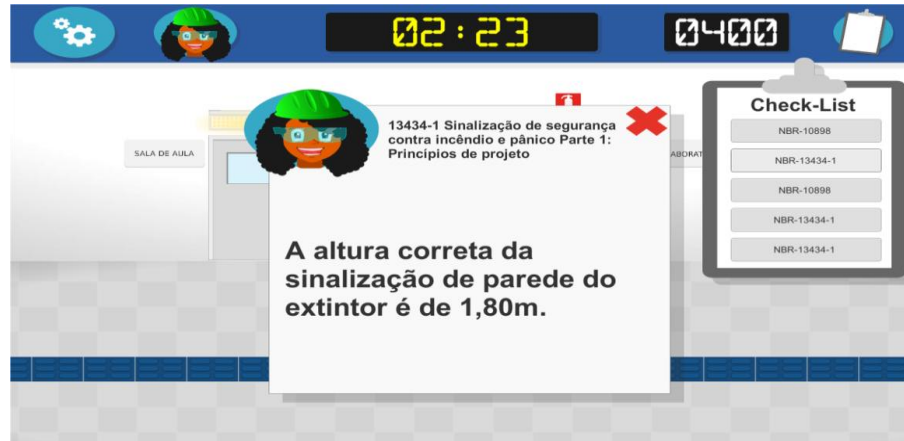 02:23
0400
Check-List
NBR-10898
NBR-13434-1
NBR-10898
NBR-13434-1
NBR-13434-1
SALA DE AULA
ABORAT
13434-1 Sinalização de segurança
contra incêndio e pânico Parte 1:
Princípios de projeto
A altura correta da
sinalização de parede do
extintor é de 1,80m.